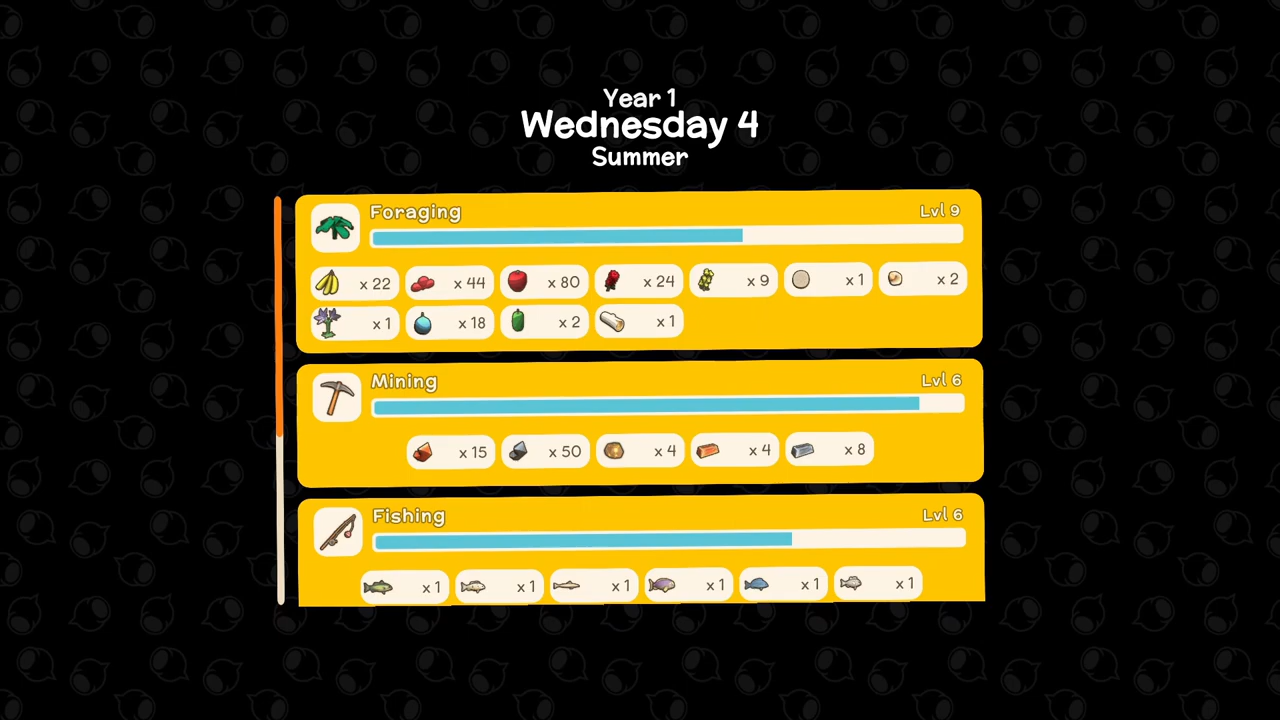 Year 1
Wednesday 4
Summer
Foraging Lvl 9
x 22 x 44 x 80 x 24 x 9 x 1 x 2
x 1 x 18 x 2 x 1
Mining Lvl 6
x 15 x 50 x 4 x 4 x 8
Fishing Lvl 6
x 1 x 1 x 1 x 1 x 1 x 1